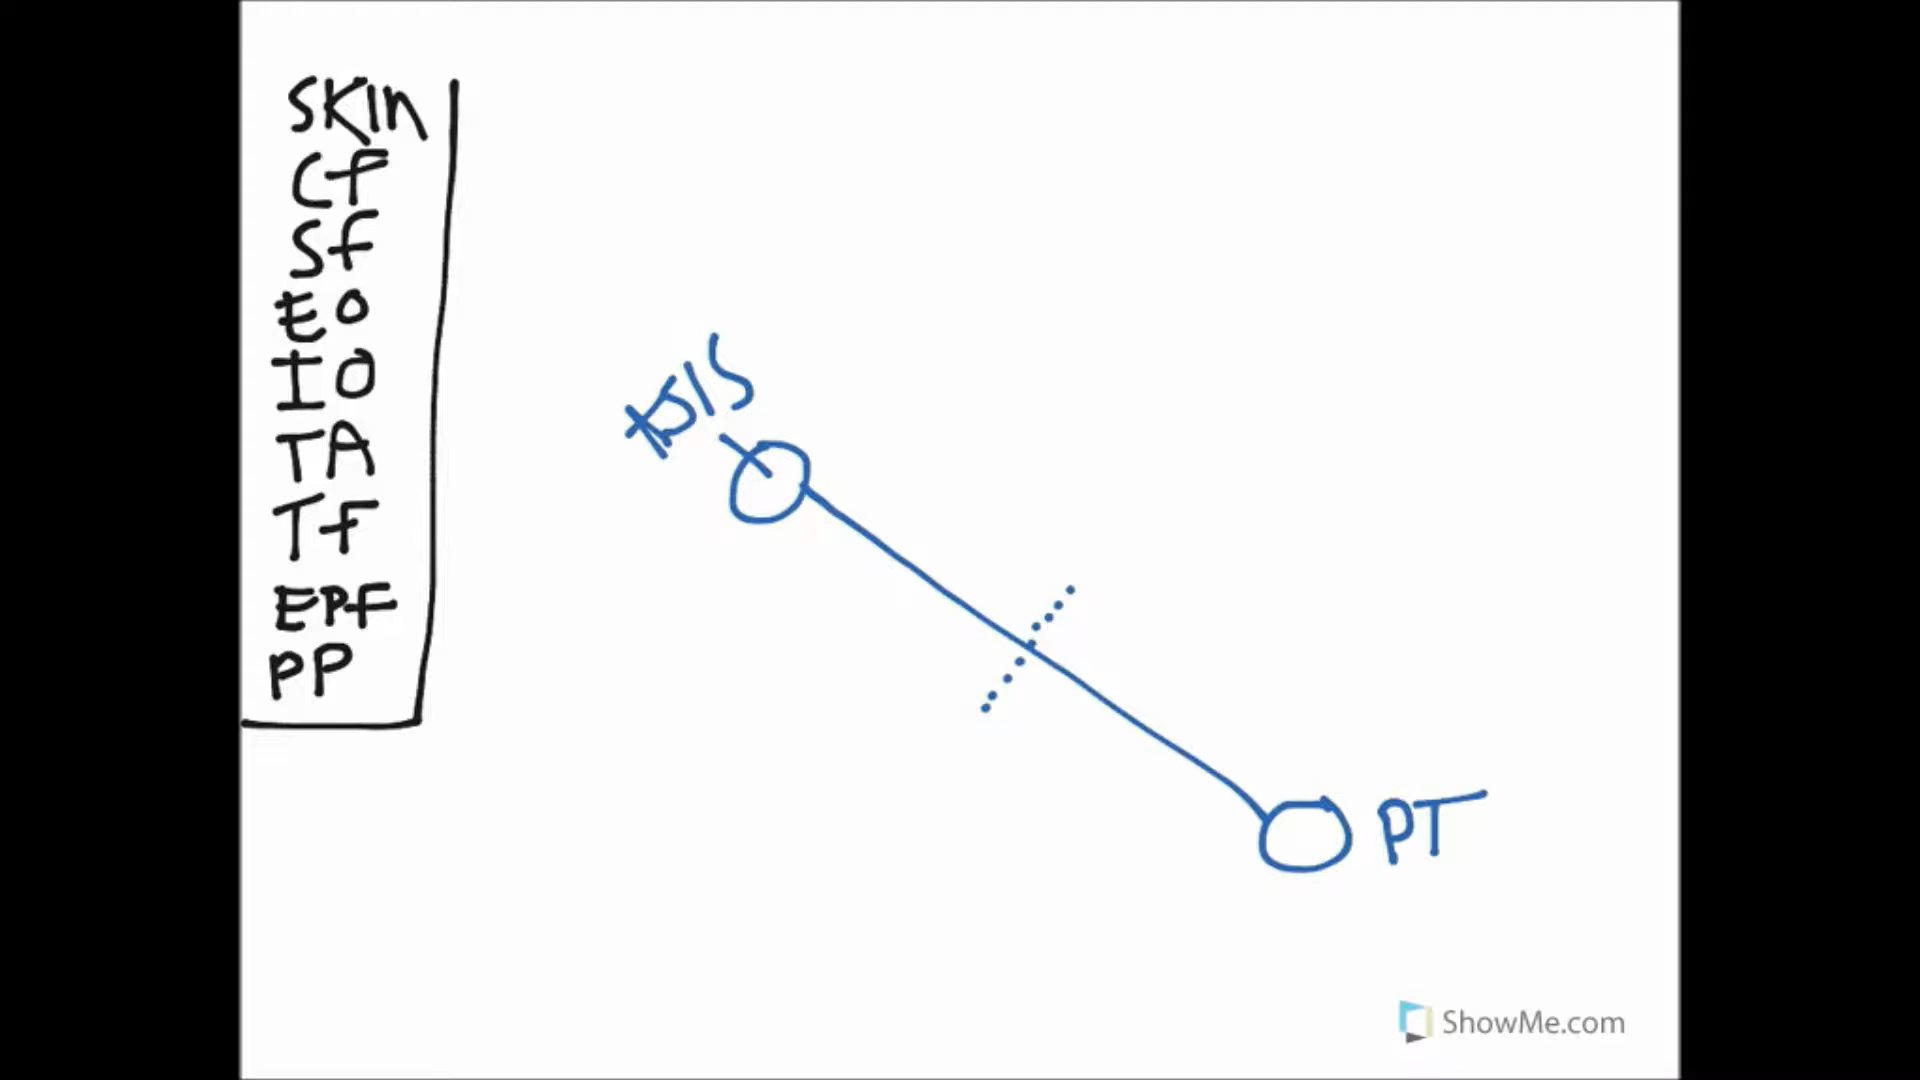 SKIn
Cf
Sf
EO
IO
TA
Tf
EPF
PP
ASIS
PT
ShowMe.com